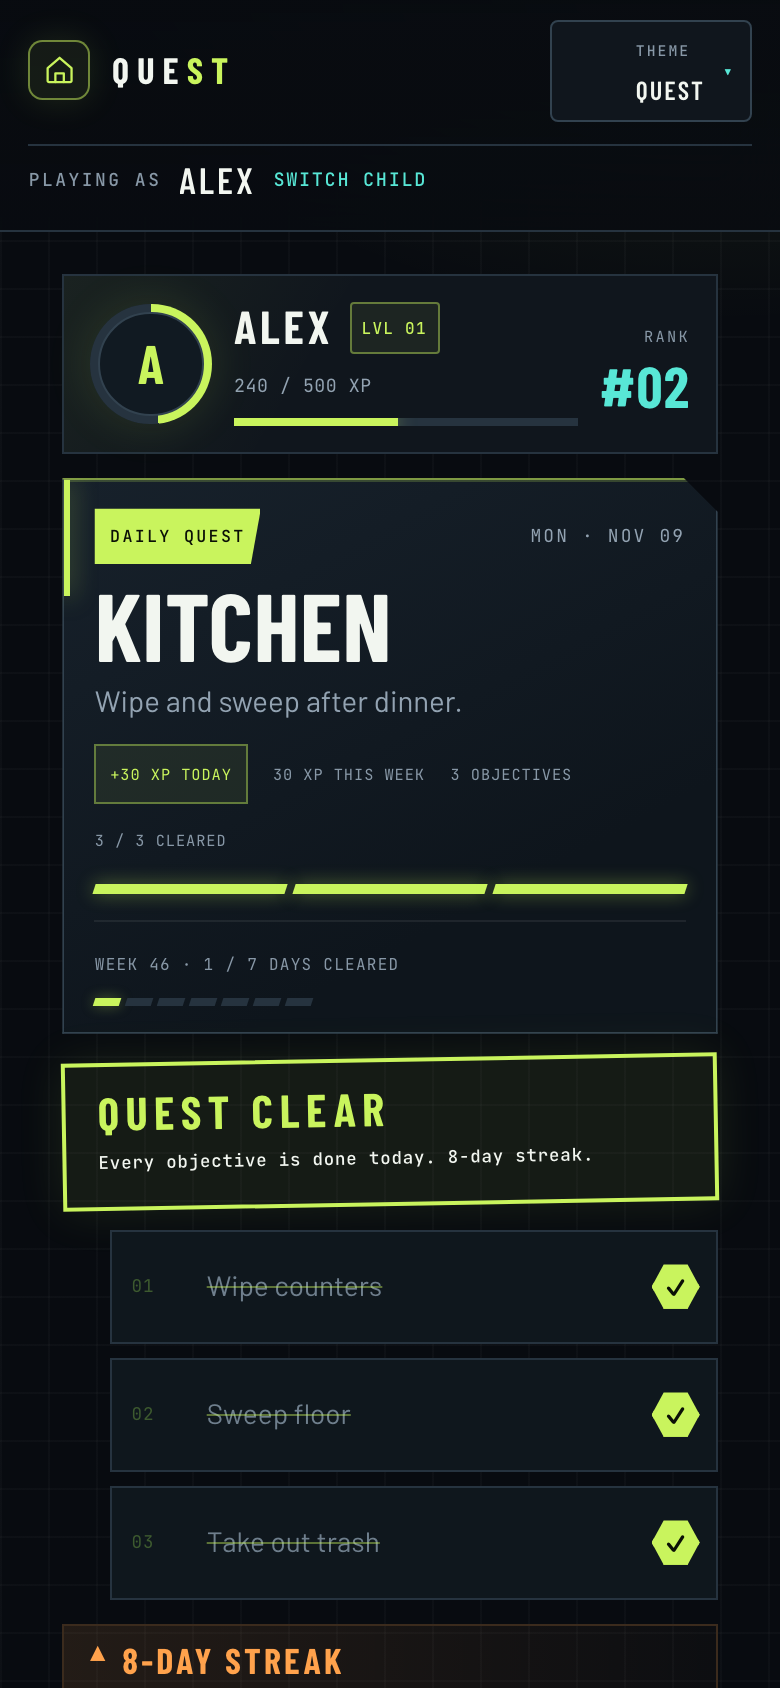 QUEST
THEME
QUEST
PLAYING AS ALEX SWITCH CHILD
A
ALEX LVL 01
240 / 500 XP
RANK
#02
DAILY QUEST
MON · NOV 09
KITCHEN
Wipe and sweep after dinner.
+30 XP TODAY 30 XP THIS WEEK 3 OBJECTIVES
3 / 3 CLEARED
WEEK 46 · 1 / 7 DAYS CLEARED
QUEST CLEAR
Every objective is done today. 8-day streak.
01 Wipe counters
02 Sweep floor
03 Take out trash
8-DAY STREAK